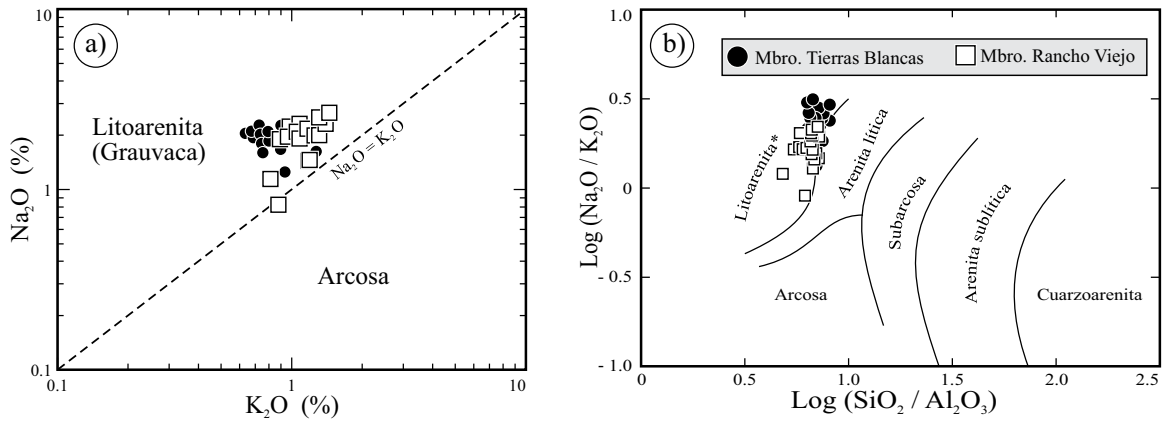 a)
10
1
0.1
Na₂O (%)
Litoarenita
(Grauvaca)
Na₂O = K₂O
Arcosa
0.1
1
10
K₂O (%)
b)
Mbro. Tierras Blancas
Mbro. Rancho Viejo
1.0
0.5
0
- 0.5
- 1.0
Log (Na₂O / K₂O)
Litoarenita*
Arenita lítica
Subarcosa
Arenita sublítica
Arcosa
Cuarzoarenita
0
0.5
1.0
1.5
2.0
2.5
Log (SiO₂ / Al₂O₃)